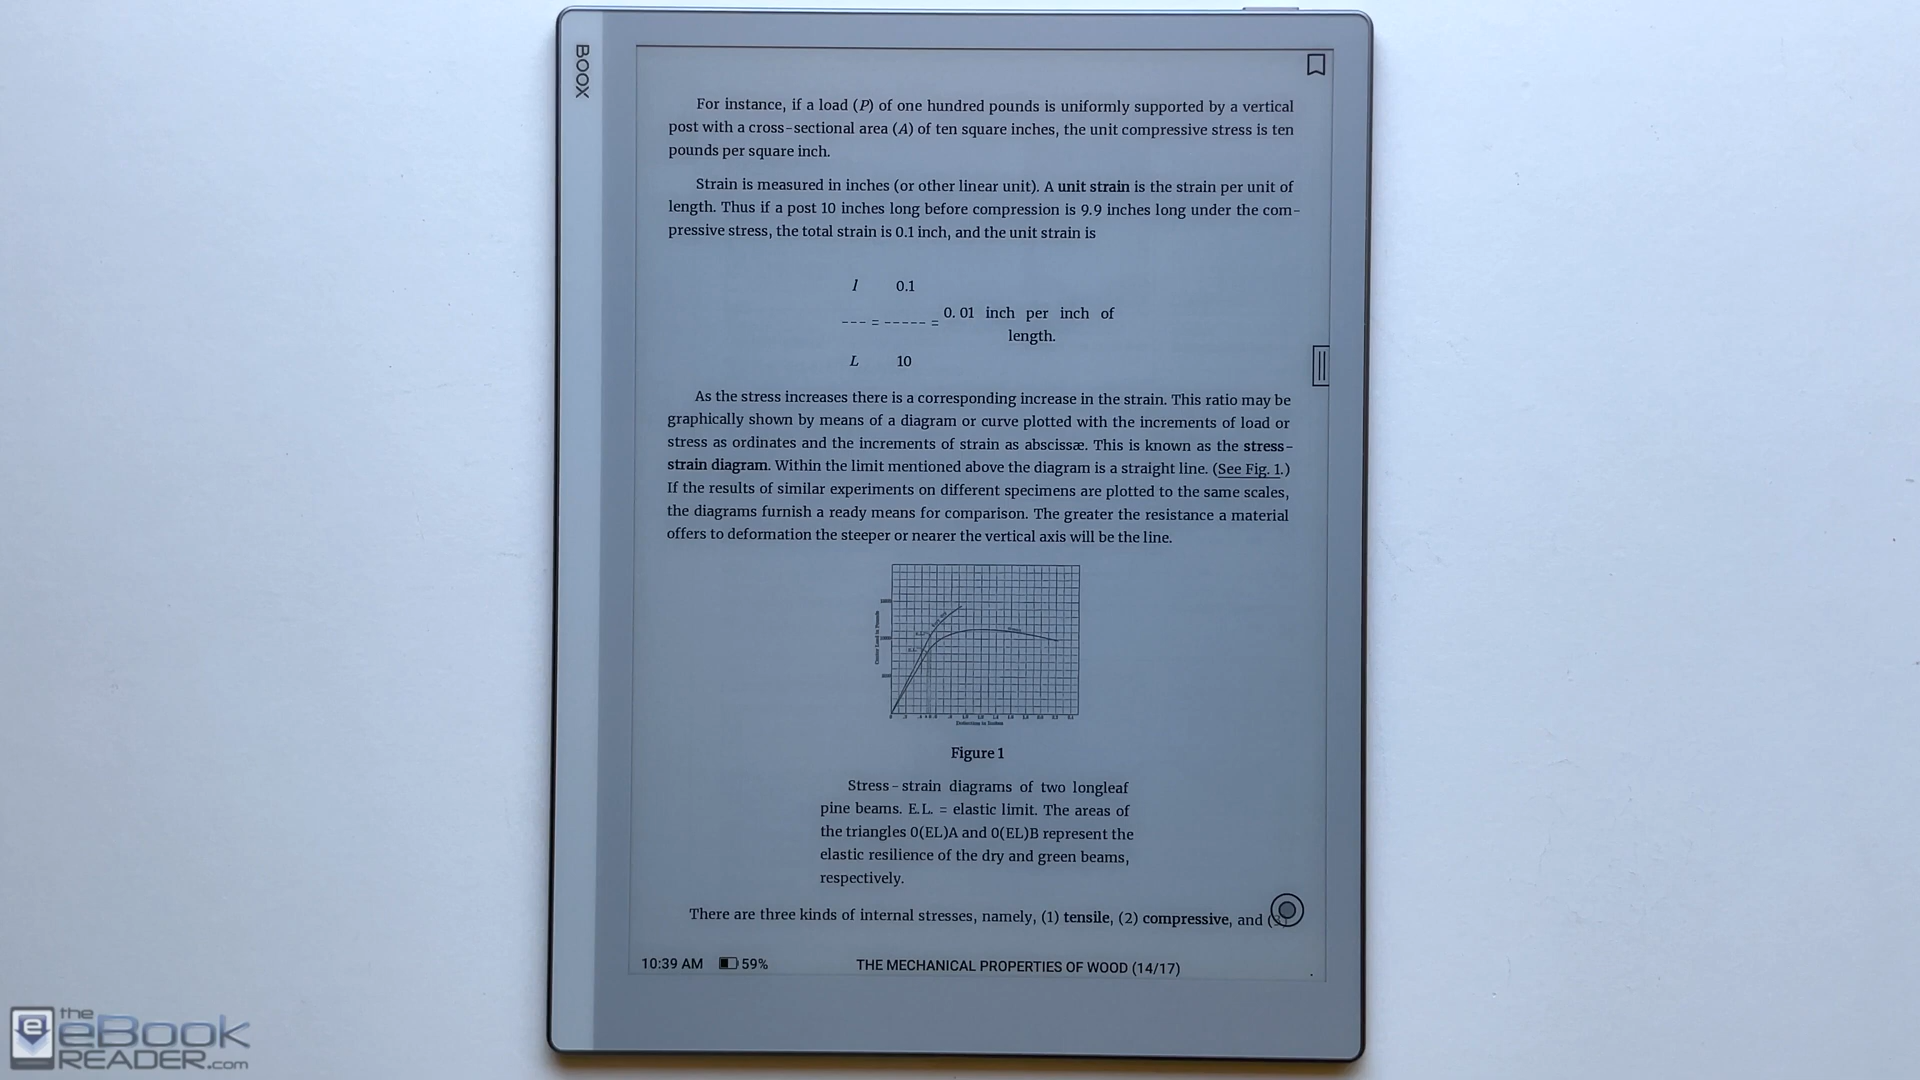 BOOX
For instance, if a load (P) of one hundred pounds is uniformly supported by a vertical
post with a cross-sectional area (A) of ten square inches, the unit compressive stress is ten
pounds per square inch.
Strain is measured in inches (or other linear unit). A unit strain is the strain per unit of
length. Thus if a post 10 inches long before compression is 9.9 inches long under the com-
pressive stress, the total strain is 0.1 inch, and the unit strain is
l 0.1
--- = ----- = 0. 01 inch per inch of
length.
L 10
As the stress increases there is a corresponding increase in the strain. This ratio may be
graphically shown by means of a diagram or curve plotted with the increments of load or
stress as ordinates and the increments of strain as abscissæ. This is known as the stress-
strain diagram. Within the limit mentioned above the diagram is a straight line. (See Fig. 1.)
If the results of similar experiments on different specimens are plotted to the same scales,
the diagrams furnish a ready means for comparison. The greater the resistance a material
offers to deformation the steeper or nearer the vertical axis will be the line.
Deflection in Inches
Figure 1
Stress-strain diagrams of two longleaf
pine beams. E.L. = elastic limit. The areas of
the triangles 0(EL)A and 0(EL)B represent the
elastic resilience of the dry and green beams,
respectively.
There are three kinds of internal stresses, namely, (1) tensile, (2) compressive, and (3)
10:39 AM 59% THE MECHANICAL PROPERTIES OF WOOD (14/17)
the
eBook
READER.com